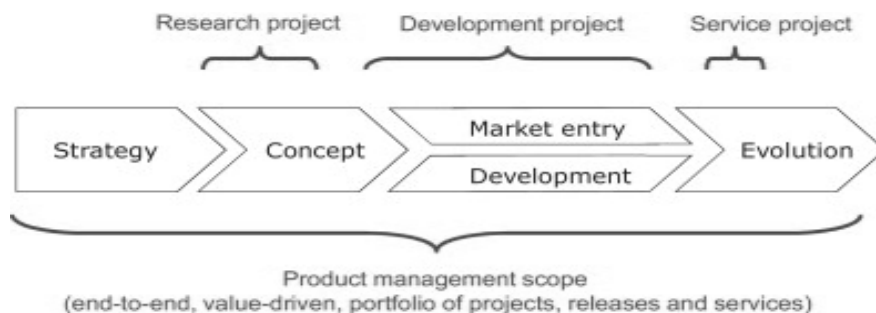 Research project
Development project
Service project
Strategy
Concept
Market entry
Development
Evolution
Product management scope
(end-to-end, value-driven, portfolio of projects, releases and services)